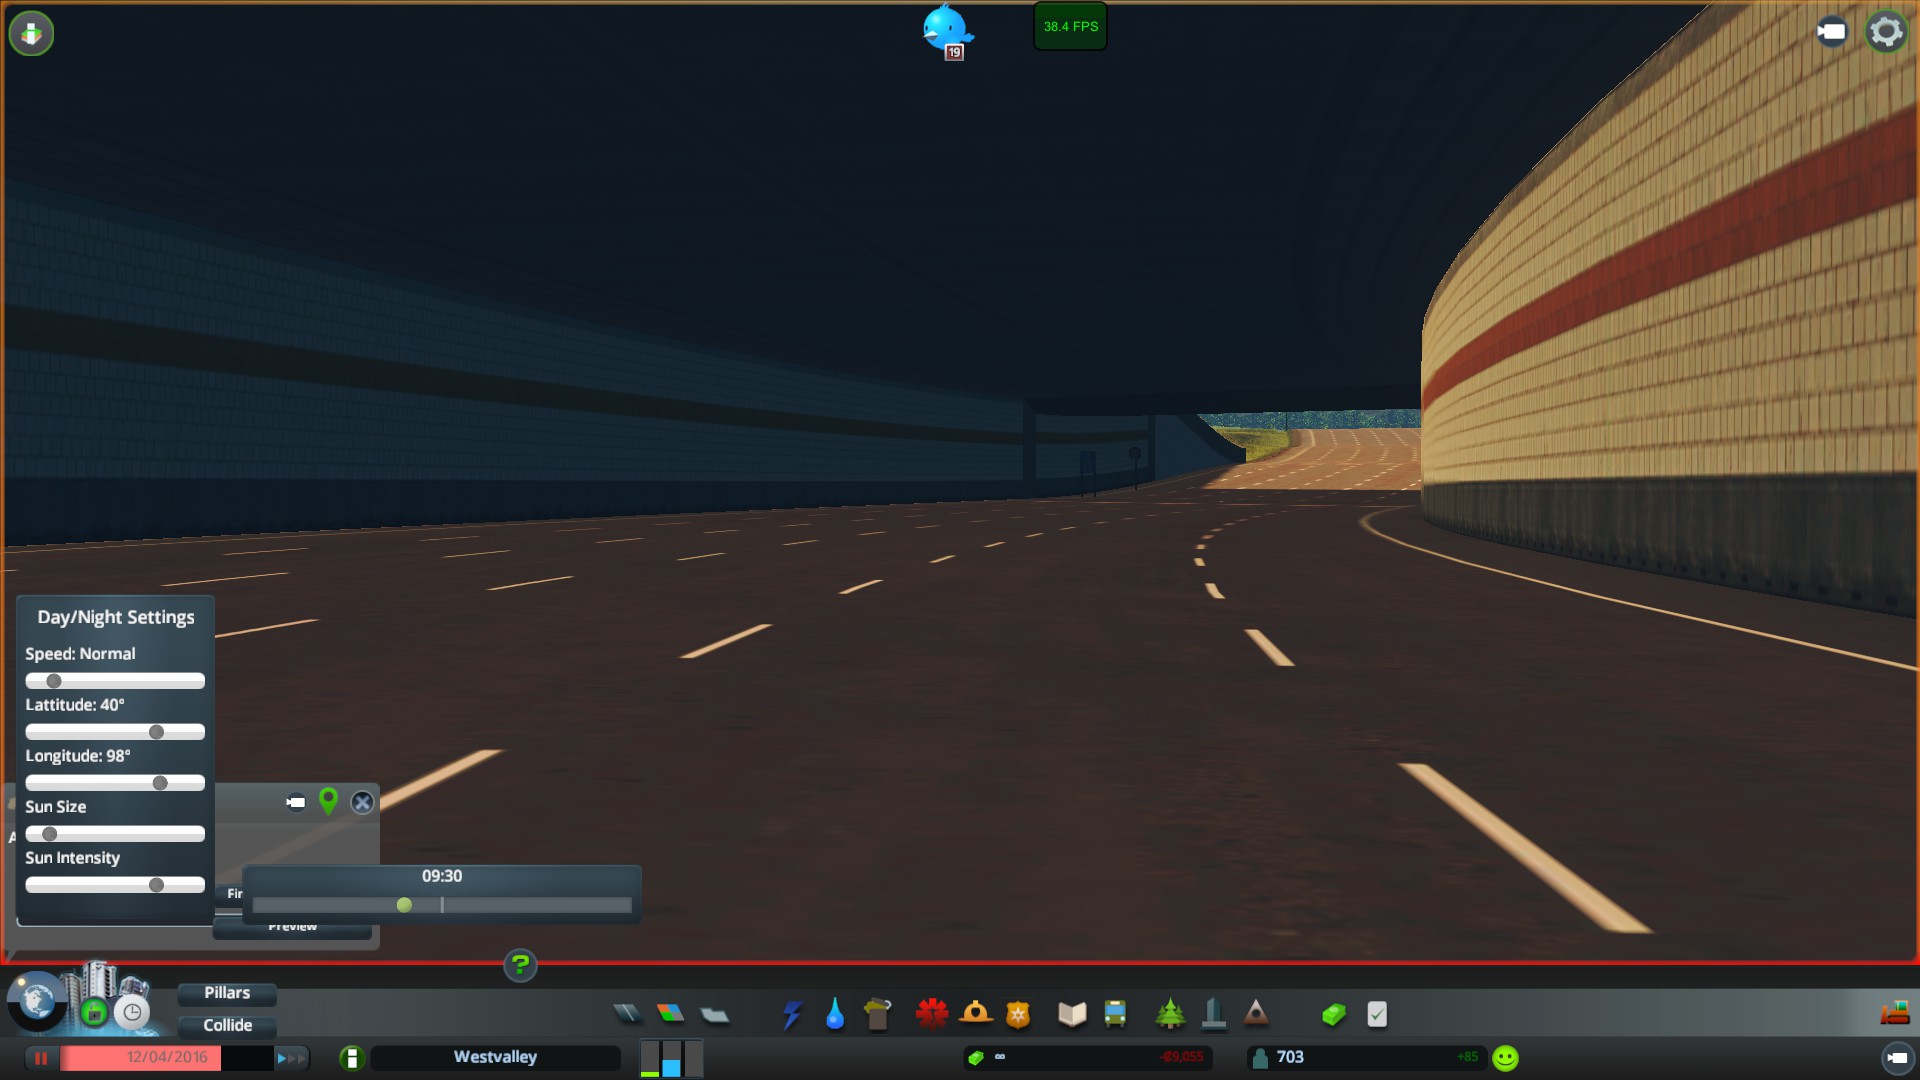 19
38.4 FPS
Day/Night Settings
Speed: Normal
Lattitude: 40°
Longitude: 98°
Sun Size
Sun Intensity
A
Fir
09:30
Preview
?
Pillars
Collide
12/04/2016
Westvalley
∞
703
+85